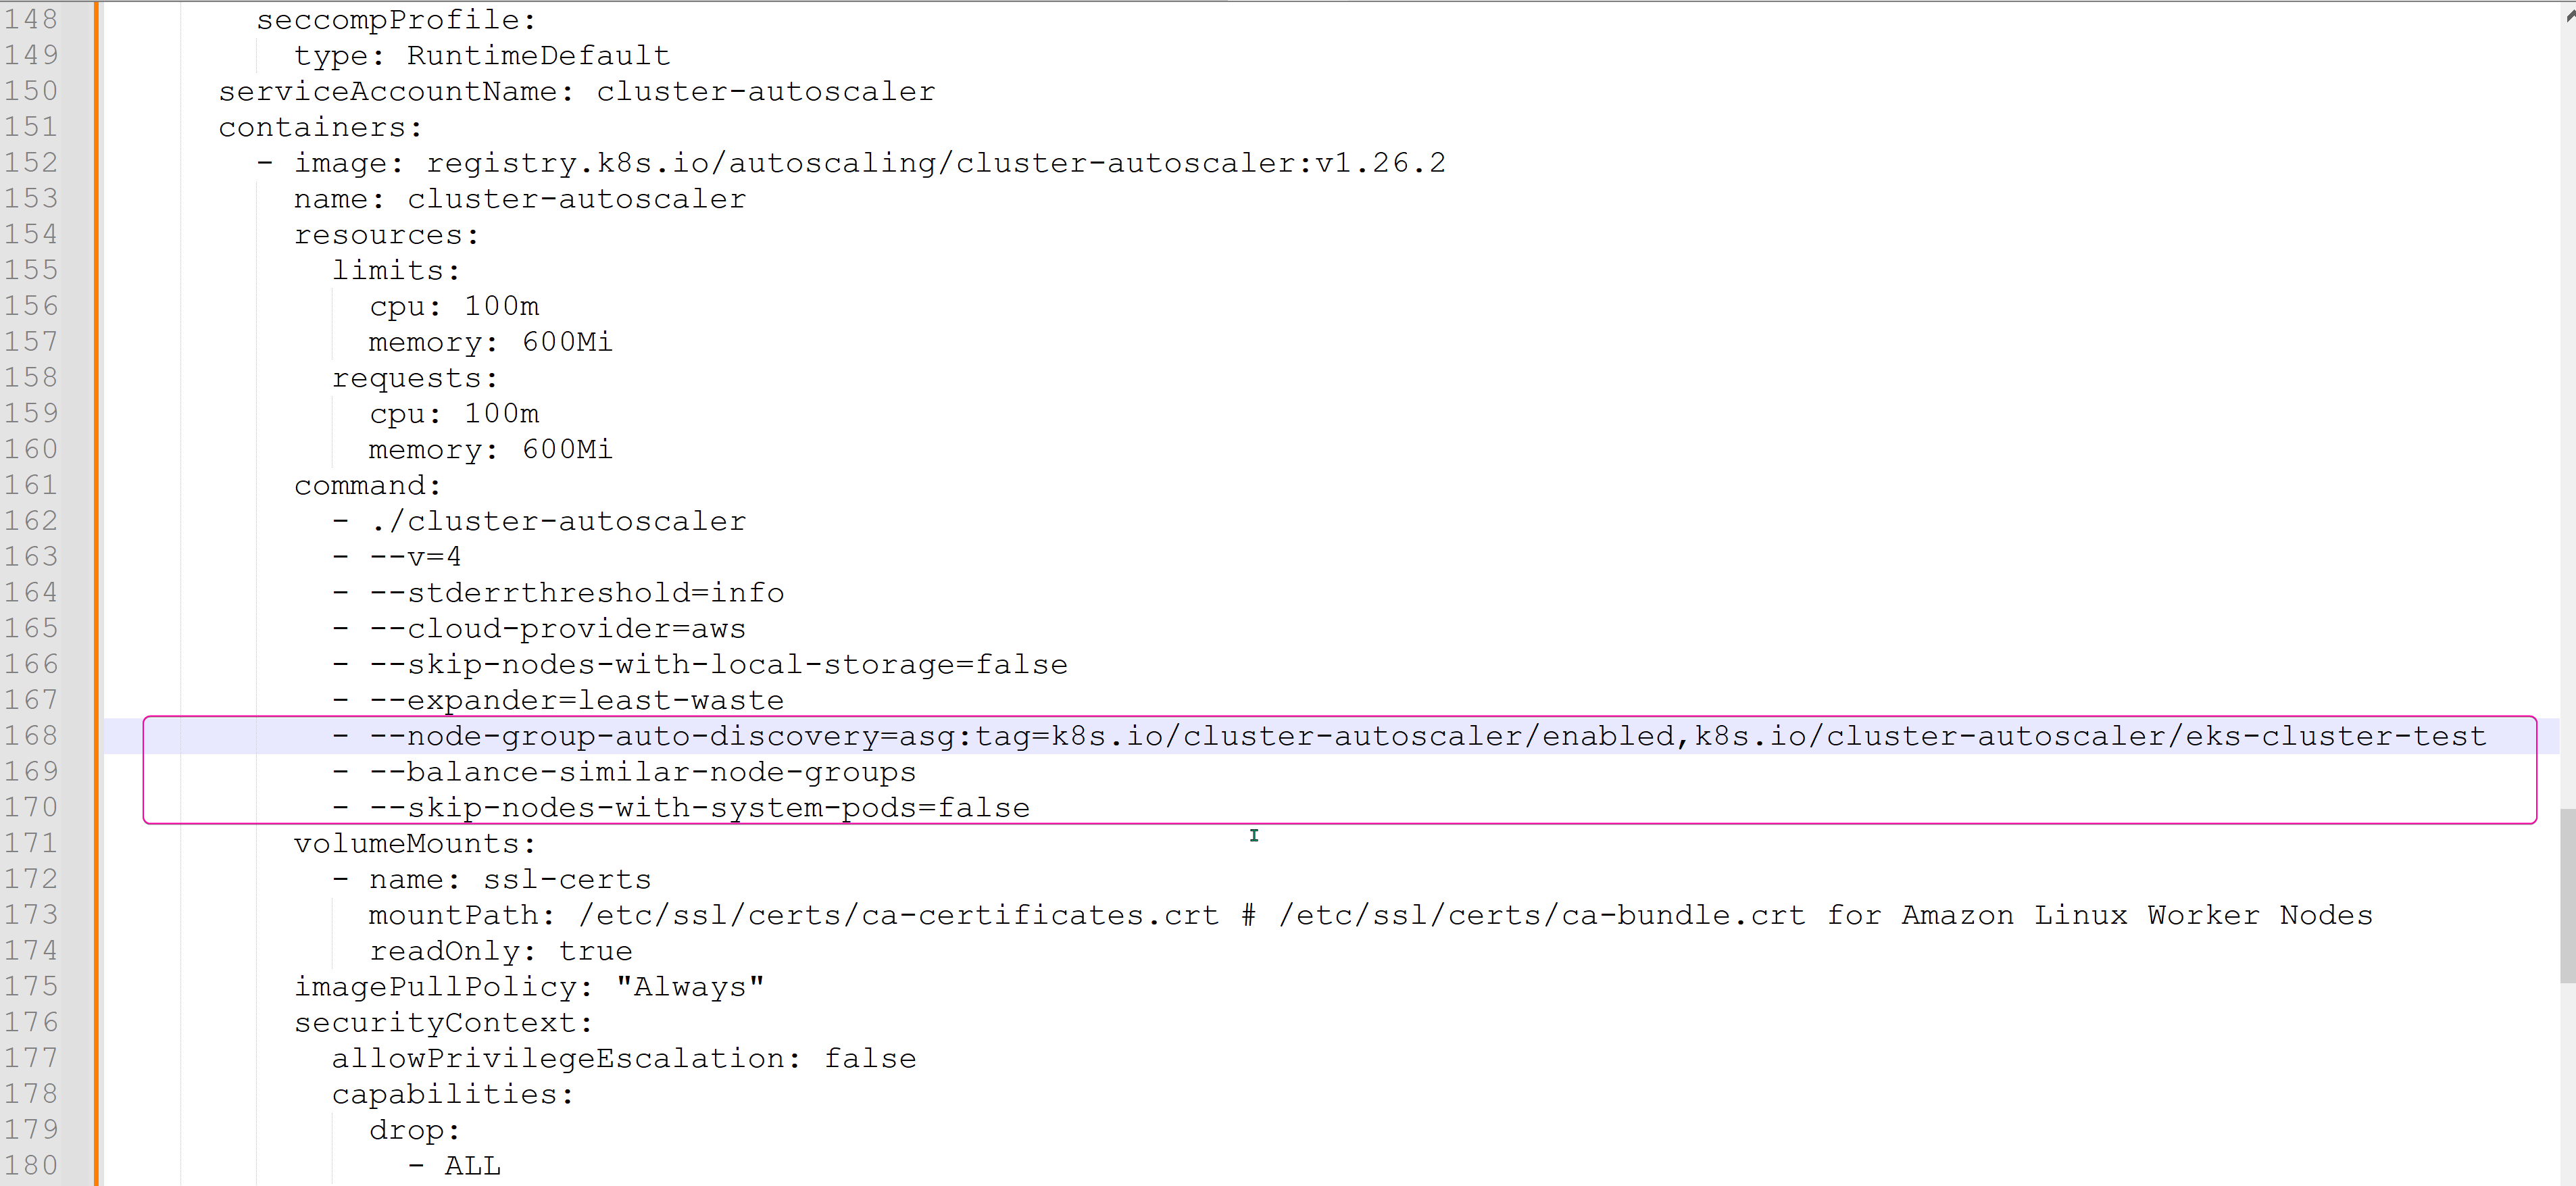 148 seccompProfile:
149 type: RuntimeDefault
150 serviceAccountName: cluster-autoscaler
151 containers:
152 - image: registry.k8s.io/autoscaling/cluster-autoscaler:v1.26.2
153 name: cluster-autoscaler
154 resources:
155 limits:
156 cpu: 100m
157 memory: 600Mi
158 requests:
159 cpu: 100m
160 memory: 600Mi
161 command:
162 - ./cluster-autoscaler
163 - --v=4
164 - --stderrthreshold=info
165 - --cloud-provider=aws
166 - --skip-nodes-with-local-storage=false
167 - --expander=least-waste
168 - --node-group-auto-discovery=asg:tag=k8s.io/cluster-autoscaler/enabled,k8s.io/cluster-autoscaler/eks-cluster-test
169 - --balance-similar-node-groups
170 - --skip-nodes-with-system-pods=false
171 volumeMounts:
172 - name: ssl-certs
173 mountPath: /etc/ssl/certs/ca-certificates.crt # /etc/ssl/certs/ca-bundle.crt for Amazon Linux Worker Nodes
174 readOnly: true
175 imagePullPolicy: "Always"
176 securityContext:
177 allowPrivilegeEscalation: false
178 capabilities:
179 drop:
180 - ALL